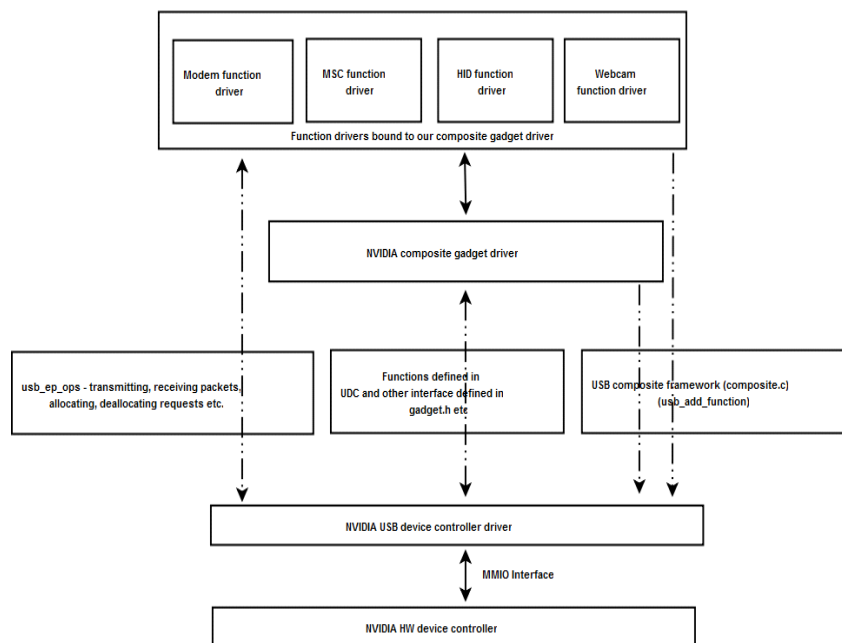 Modem function
driver
MSC function
driver
HID function
driver
Webcam
function driver
Function drivers bound to our composite gadget driver
NVIDIA composite gadget driver
usb_ep_ops - transmitting, receiving packets,
allocating, deallocating requests etc.
Functions defined in
UDC and other interface defined in
gadget.h etc
USB composite framework (composite.c)
(usb_add_function)
NVIDIA USB device controller driver
MMIO Interface
NVIDIA HW device controller